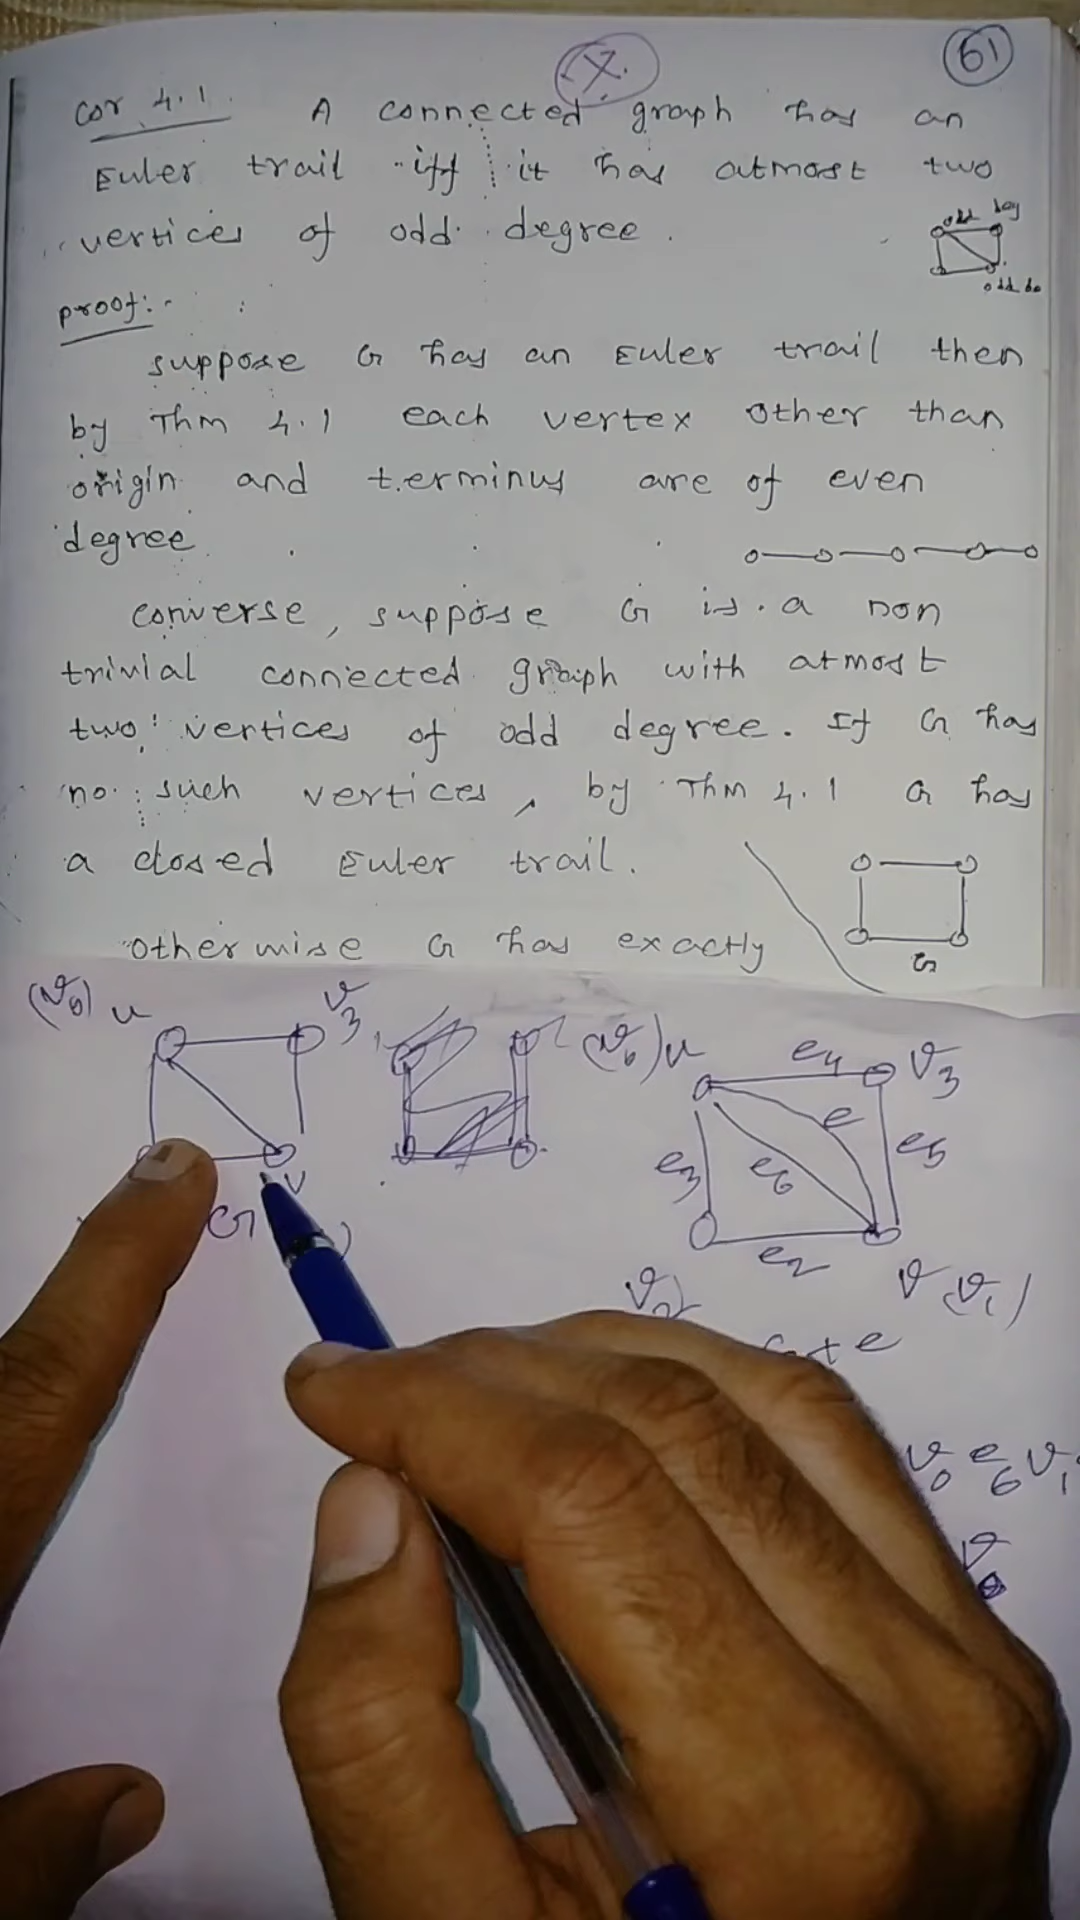 61
X.
Cor 4.1. A connected graph has an
Euler trail iff it has atmost two
vertices of odd degree.
odd deg
odd de
proof:-
suppose G has an Euler trail then
by Thm 4.1 each vertex other than
origin and terminus are of even
degree.
converse, suppose G is a non
trivial connected graph with atmost
two vertices of odd degree. If G has
no such vertices, by Thm 4.1 G has
a closed Euler trail.
G
otherwise G has exactly
(v0) u v3
v
G
(v0) u e4 v3
e
e3 e6 e5
e2
v2 v (v1)
G+e
v0 e6 v1
v0